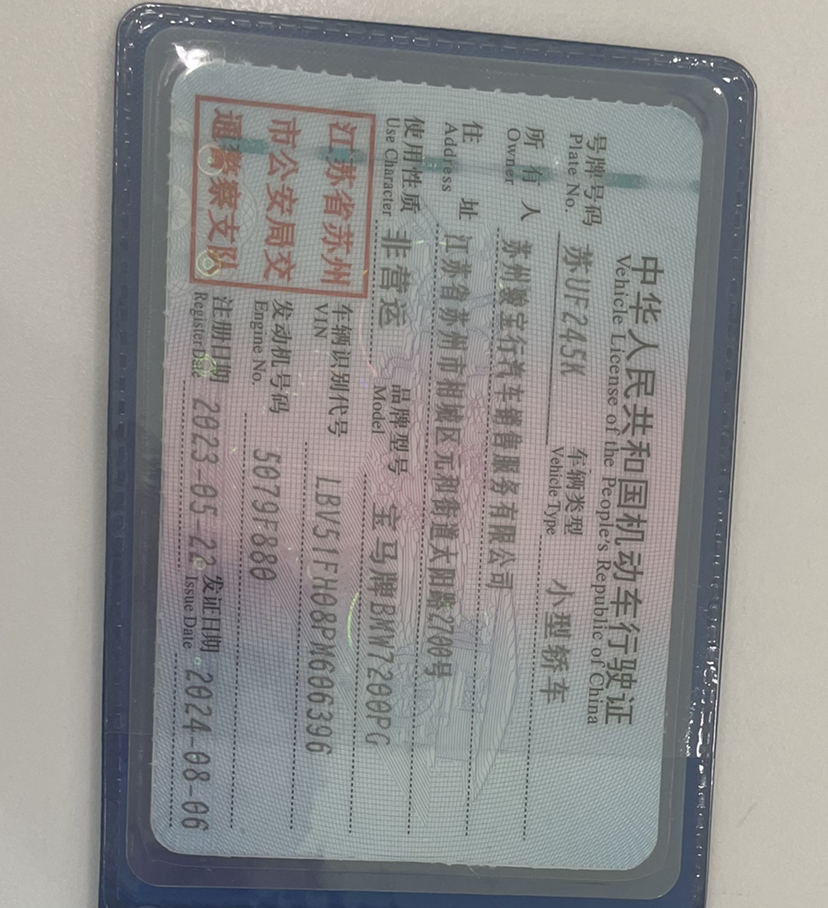 中华人民共和国机动车行驶证
Vehicle License of the People's Republic of China
号牌号码 苏UF245K 车辆类型 小型轿车
Plate No. Vehicle Type
所有人 苏州骏宝行汽车销售服务有限公司
Owner
住址 江苏省苏州市相城区元和街道太阳路2700号
Address
使用性质 非营运 品牌型号 宝马牌BMW7200PG
Use Character Model
江苏省苏州
市公安局交
通警察支队
车辆识别代号 LBV51FH08PM606396
VIN
发动机号码 5079F880
Engine No.
注册日期 2023-05-22 发证日期 2024-08-06
Register Date Issue Date